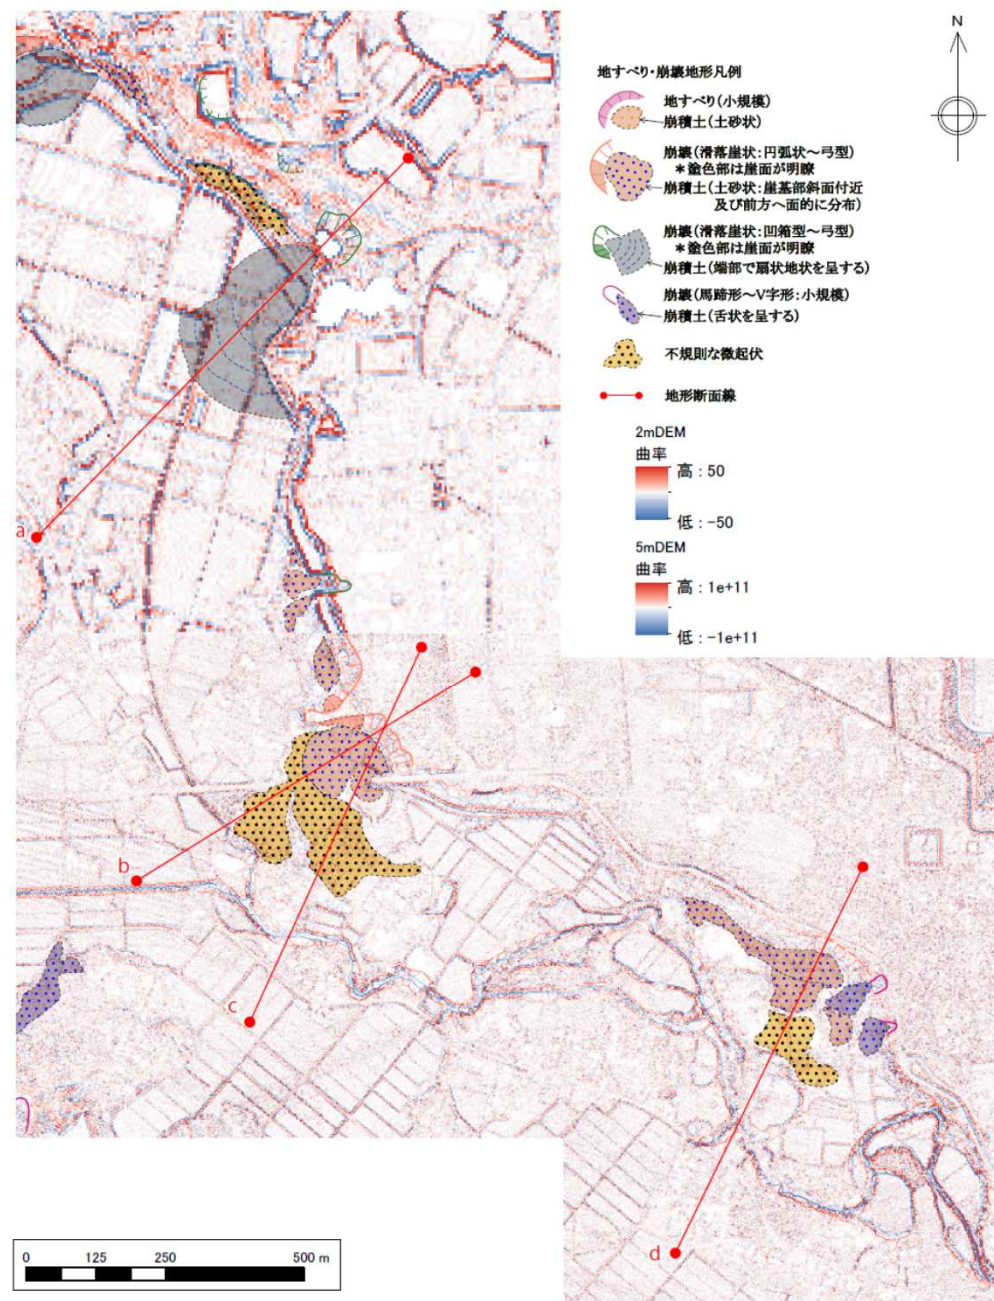 N
地すべり・崩壊地形凡例
地すべり(小規模)
崩積土(土砂状)
崩壊(滑落崖状:円弧状～弓型)
＊塗色部は崖面が明瞭
崩積土(土砂状:崖基部斜面付近
及び前方へ面的に分布)
崩壊(滑落崖状:凹箱型～弓型)
＊塗色部は崖面が明瞭
崩積土(端部で扇状地状を呈する)
崩壊(馬蹄形～V字形:小規模)
崩積土(舌状を呈する)
不規則な微起伏
地形断面線
2mDEM
曲率
高 : 50
低 : -50
5mDEM
曲率
高 : 1e+11
低 : -1e+11
a
b
c
d
0 125 250 500 m